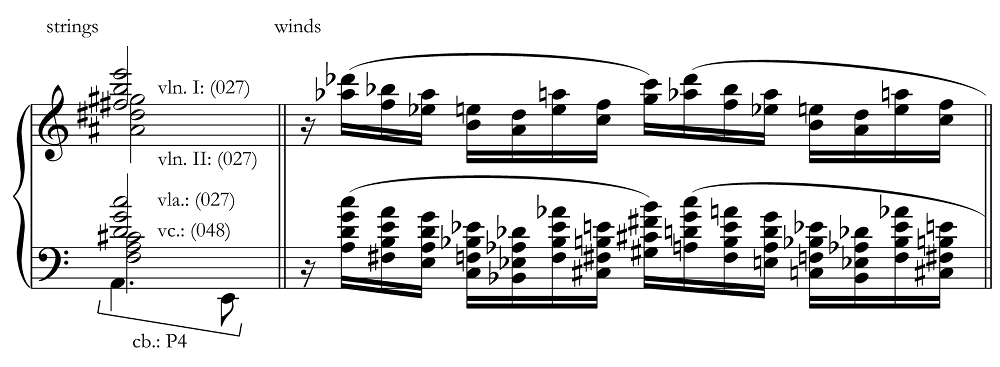 strings
winds
vln. I: (027)
vln. II: (027)
vla.: (027)
vc.: (048)
cb.: P4